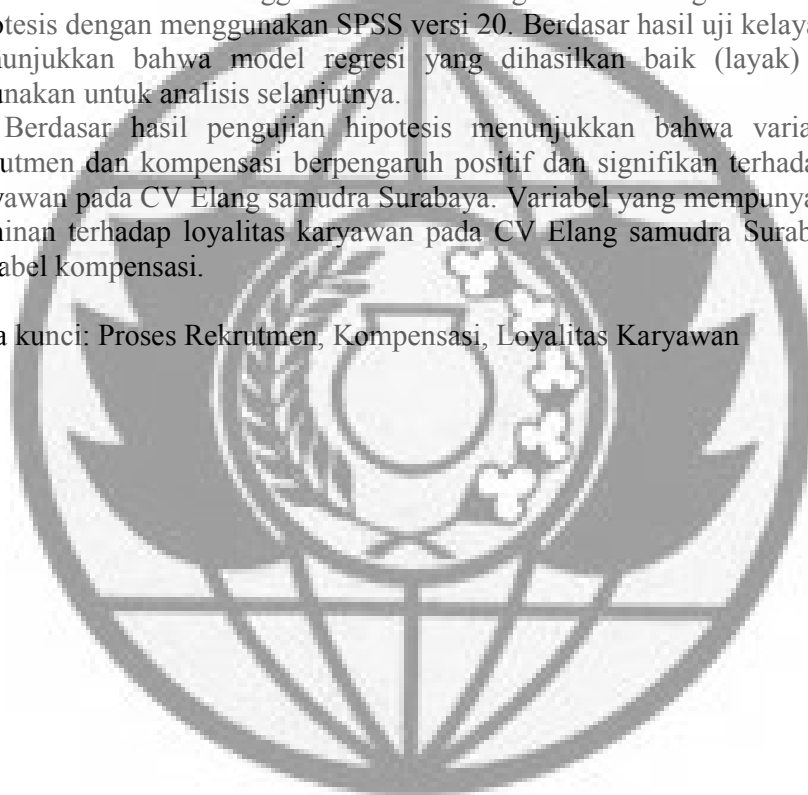 otesis dengan menggunakan SPSS versi 20. Berdasar hasil uji kelaya
unjukkan bahwa model regresi yang dihasilkan baik (layak)
unakan untuk analisis selanjutnya.
Berdasar hasil pengujian hipotesis menunjukkan bahwa varia
utmen dan kompensasi berpengaruh positif dan signifikan terhada
yawan pada CV Elang samudra Surabaya. Variabel yang mempunya
inan terhadap loyalitas karyawan pada CV Elang samudra Surab
abel kompensasi.
a kunci: Proses Rekrutmen, Kompensasi, Loyalitas Karyawan